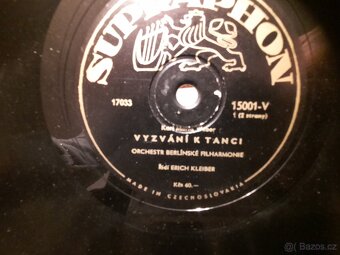 SUPRAPHON
17033
15001-V
1 (2 strany)
Karl Maria Weber
VYZVÁNÍ K TANCI
ORCHESTR BERLÍNSKÉ FILHARMONIE
Řídí ERICH KLEIBER
Kčs 60.—
MADE IN CZECHOSLOVAKIA
Bazos.cz